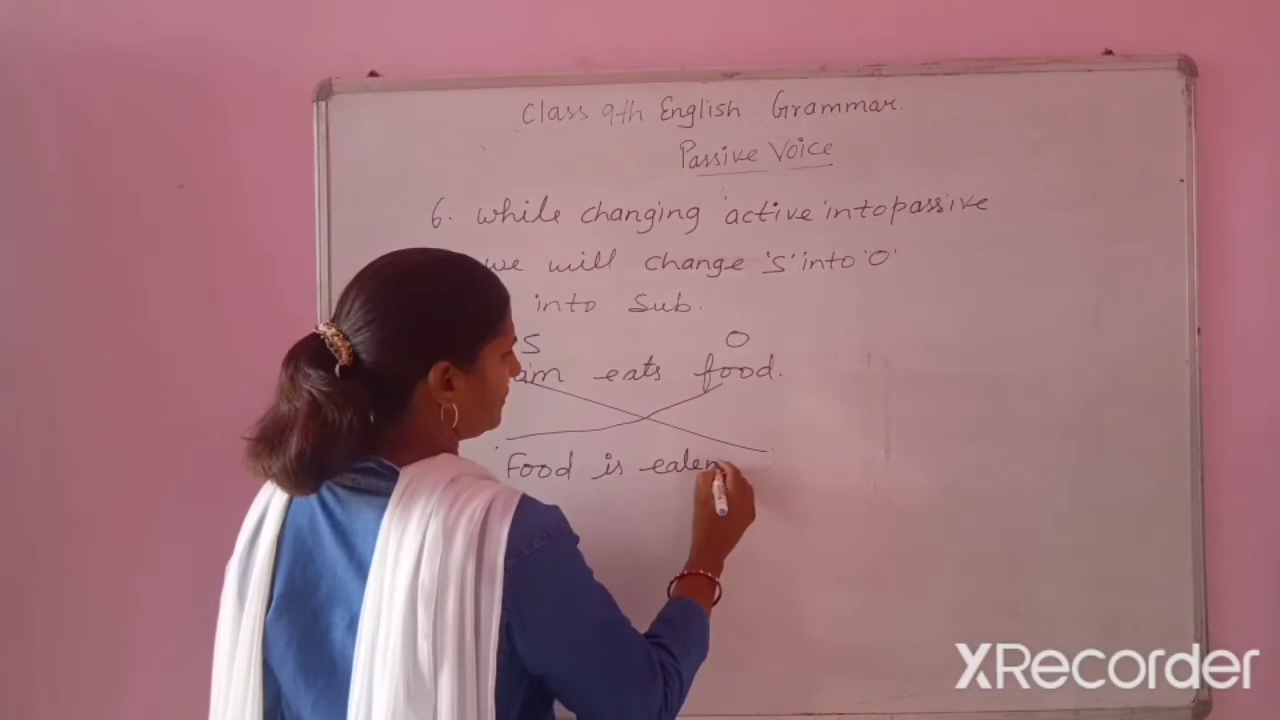 Class 9th English Grammar.
Passive Voice
6. While changing active into passive
we will change 'S' into 'O'
into Sub.
S O
am eats food.
Food is eaten
XRecorder